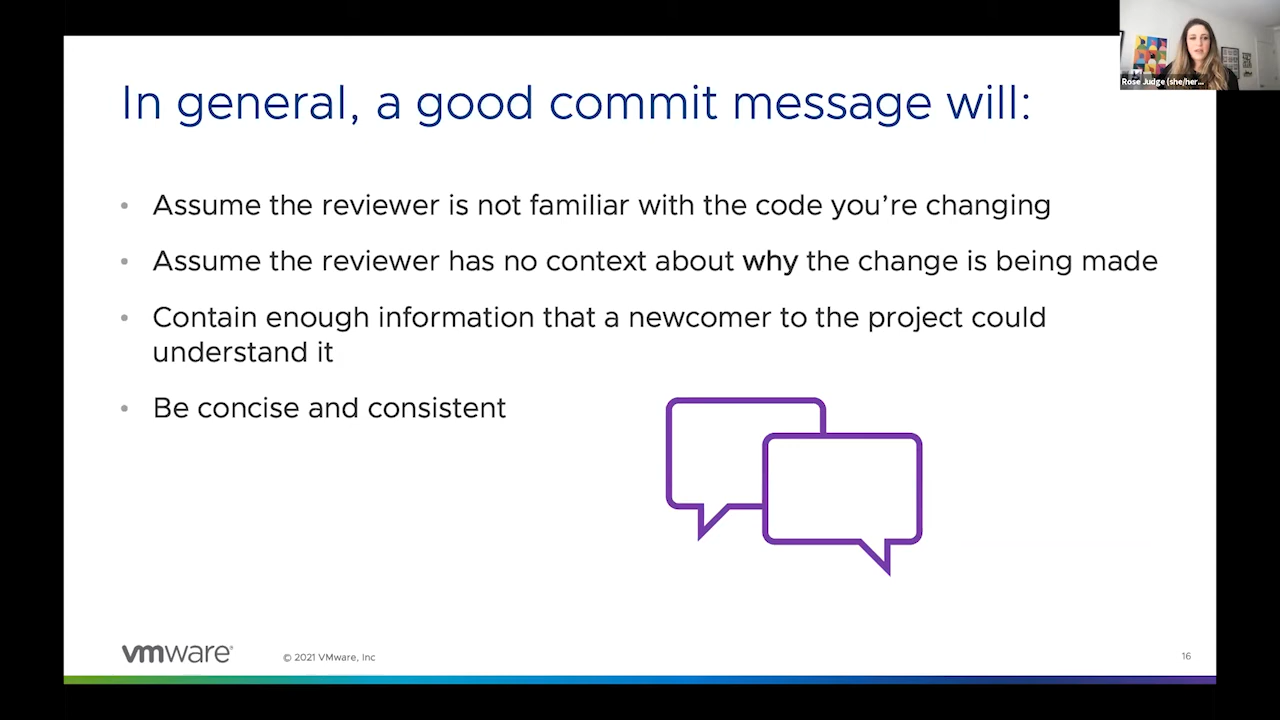 In general, a good commit message will:
• Assume the reviewer is not familiar with the code you’re changing
• Assume the reviewer has no context about why the change is being made
• Contain enough information that a newcomer to the project could
understand it
• Be concise and consistent
vmware®
© 2021 VMware, Inc
16
Rose Judge (she/her...